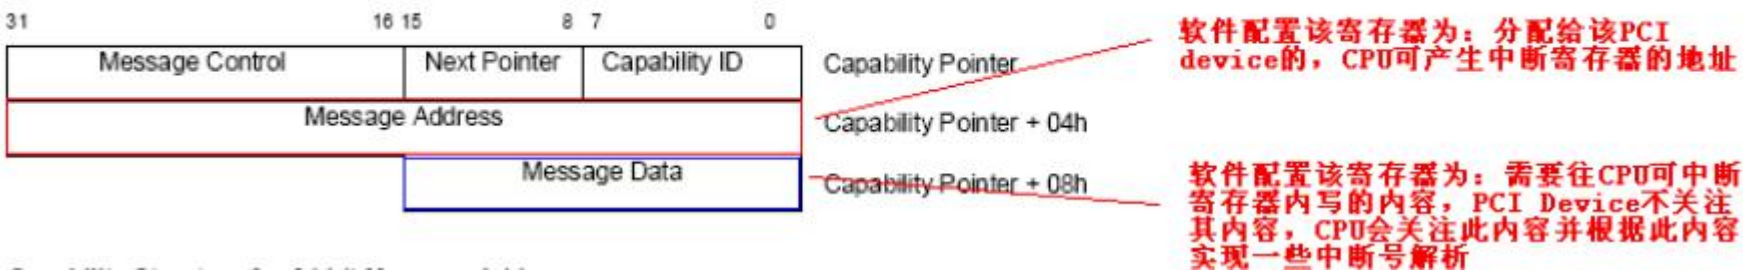 31 16 15 8 7 0
Message Control Next Pointer Capability ID Capability Pointer
Message Address Capability Pointer + 04h
Message Data Capability Pointer + 08h
软件配置该寄存器为：分配给该PCI
device的，CPU可产生中断寄存器的地址
软件配置该寄存器为：需要往CPU可中断
寄存器内写的内容，PCI Device不关注
其内容，CPU会关注此内容并根据此内容
实现一些中断号解析